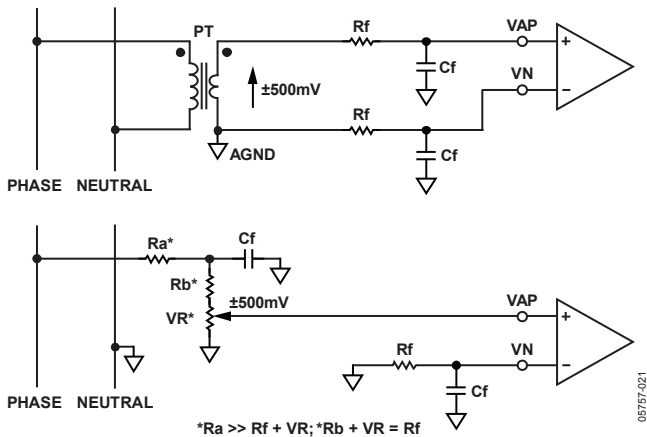 PT
Rf
VAP
Cf
VN
±500mV
Rf
AGND
Cf
PHASE NEUTRAL
Ra*
Cf
Rb*
±500mV
VAP
VR*
Rf
VN
Cf
PHASE NEUTRAL
*Ra >> Rf + VR; *Rb + VR = Rf
05757-021